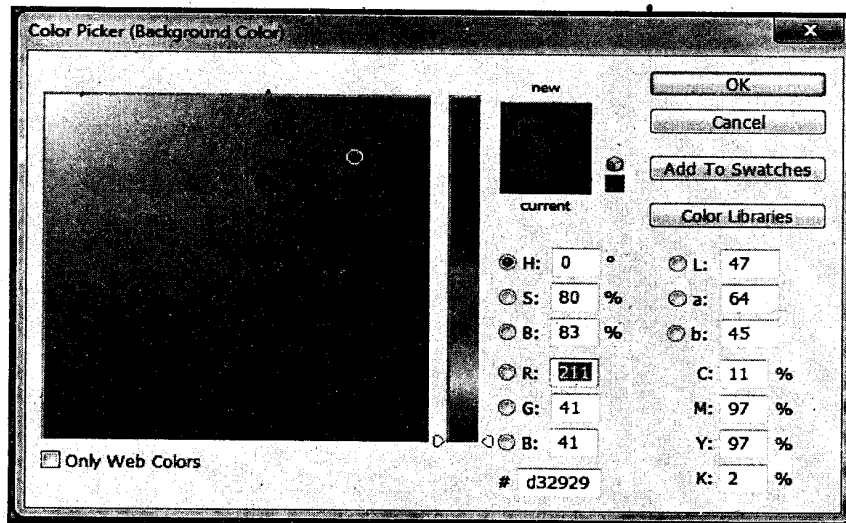 Color Picker (Background Color)
new
current
OK
Cancel
Add To Swatches
Color Libraries
H: 0 °
S: 80 %
B: 83 %
R: 211
G: 41
B: 41
# d32929
L: 47
a: 64
b: 45
C: 11 %
M: 97 %
Y: 97 %
K: 2 %
Only Web Colors